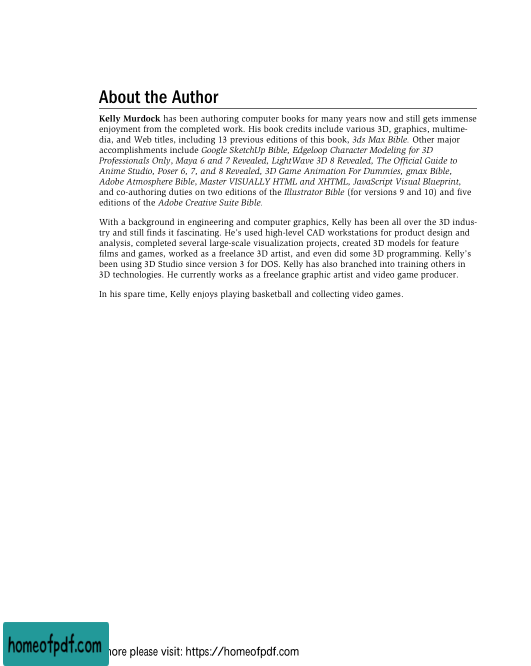 About the Author
Kelly Murdock has been authoring computer books for many years now and still gets immense
enjoyment from the completed work. His book credits include various 3D, graphics, multime-
dia, and Web titles, including 13 previous editions of this book, 3ds Max Bible. Other major
accomplishments include Google SketchUp Bible, Edgeloop Character Modeling for 3D
Professionals Only, Maya 6 and 7 Revealed, LightWave 3D 8 Revealed, The Official Guide to
Anime Studio, Poser 6, 7, and 8 Revealed, 3D Game Animation For Dummies, gmax Bible,
Adobe Atmosphere Bible, Master VISUALLY HTML and XHTML, JavaScript Visual Blueprint,
and co-authoring duties on two editions of the Illustrator Bible (for versions 9 and 10) and five
editions of the Adobe Creative Suite Bible.
With a background in engineering and computer graphics, Kelly has been all over the 3D indus-
try and still finds it fascinating. He's used high-level CAD workstations for product design and
analysis, completed several large-scale visualization projects, created 3D models for feature
films and games, worked as a freelance 3D artist, and even did some 3D programming. Kelly's
been using 3D Studio since version 3 for DOS. Kelly has also branched into training others in
3D technologies. He currently works as a freelance graphic artist and video game producer.
In his spare time, Kelly enjoys playing basketball and collecting video games.
homeofpdf.com
please visit: https://homeofpdf.com